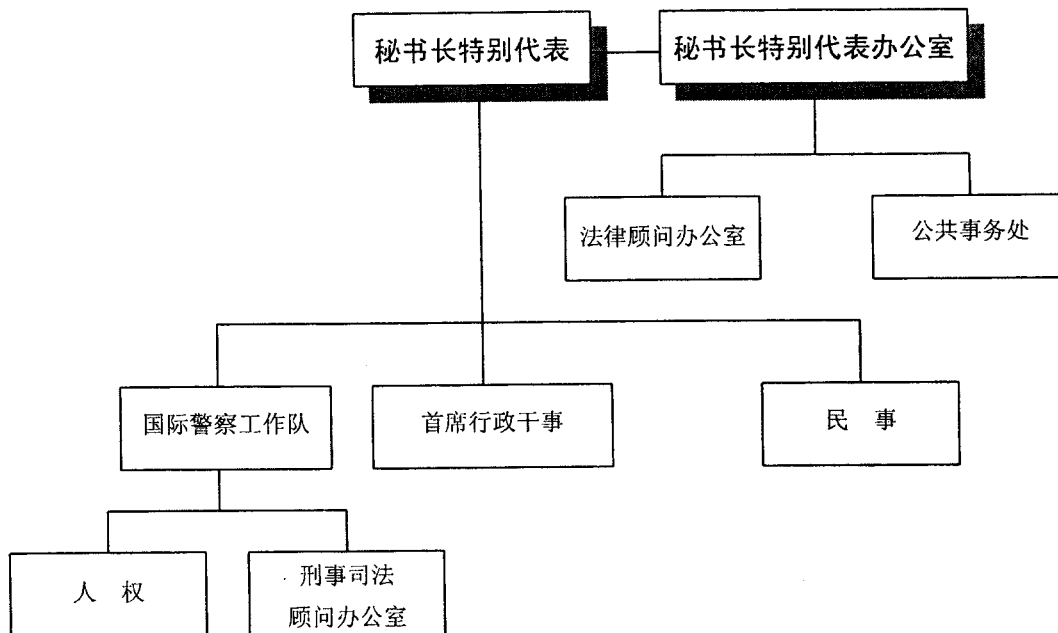 秘书长特别代表
秘书长特别代表办公室
法律顾问办公室
公共事务处
国际警察工作队
首席行政干事
民 事
人 权
刑事司法
顾问办公室